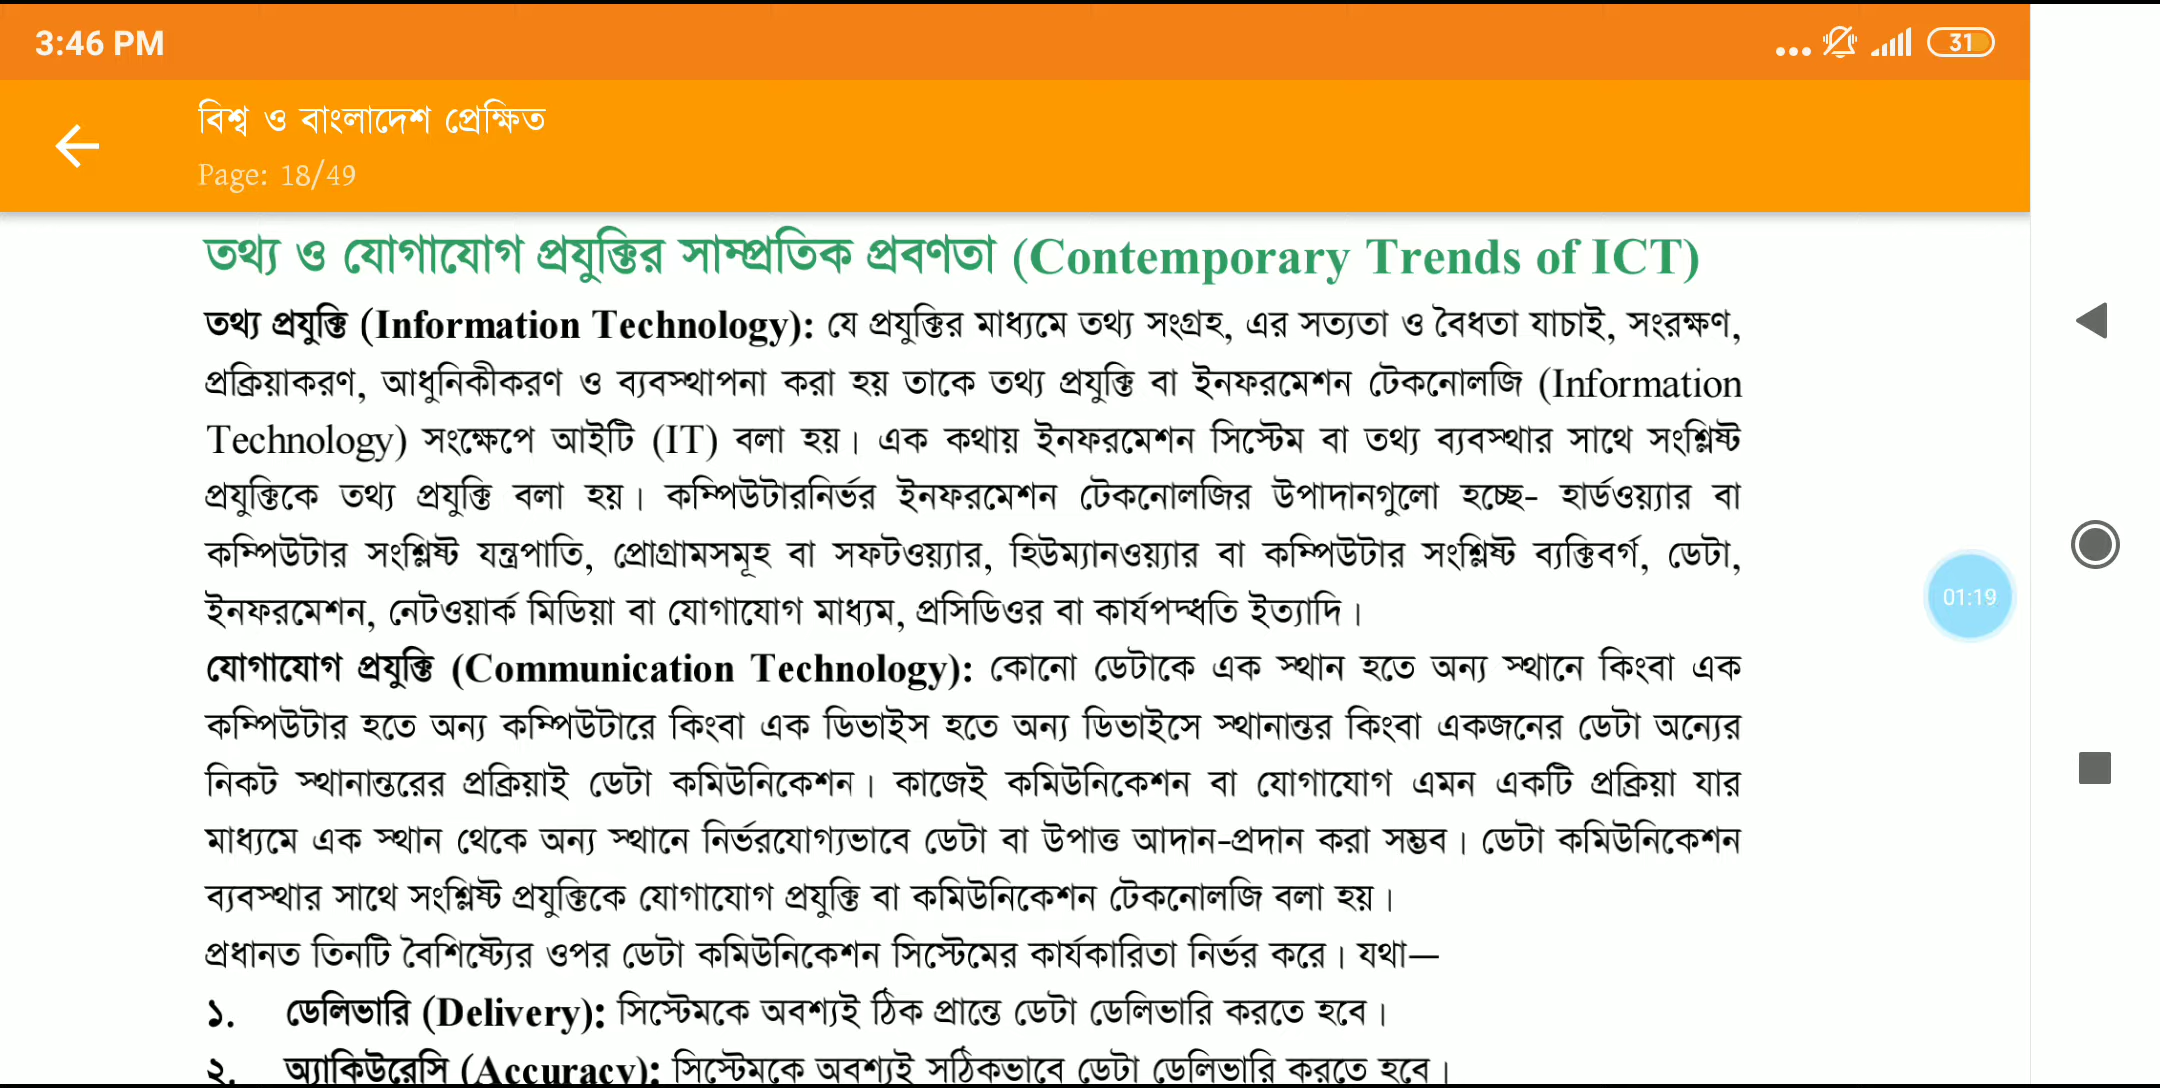 3:46 PM
31
বিশ্ব ও বাংলাদেশ প্রেক্ষিত
Page: 18/49
তথ্য ও যোগাযোগ প্রযুক্তির সাম্প্রতিক প্রবণতা (Contemporary Trends of ICT)
তথ্য প্রযুক্তি (Information Technology): যে প্রযুক্তির মাধ্যমে তথ্য সংগ্রহ, এর সত্যতা ও বৈধতা যাচাই, সংরক্ষণ,
প্রক্রিয়াকরণ, আধুনিকীকরণ ও ব্যবস্থাপনা করা হয় তাকে তথ্য প্রযুক্তি বা ইনফরমেশন টেকনোলজি (Information
Technology) সংক্ষেপে আইটি (IT) বলা হয়। এক কথায় ইনফরমেশন সিস্টেম বা তথ্য ব্যবস্থার সাথে সংশ্লিষ্ট
প্রযুক্তিকে তথ্য প্রযুক্তি বলা হয়। কম্পিউটারনির্ভর ইনফরমেশন টেকনোলজির উপাদানগুলো হচ্ছে- হার্ডওয়্যার বা
কম্পিউটার সংশ্লিষ্ট যন্ত্রপাতি, প্রোগ্রামসমূহ বা সফটওয়্যার, হিউম্যানওয়্যার বা কম্পিউটার সংশ্লিষ্ট ব্যক্তিবর্গ, ডেটা,
ইনফরমেশন, নেটওয়ার্ক মিডিয়া বা যোগাযোগ মাধ্যম, প্রসিডিওর বা কার্যপদ্ধতি ইত্যাদি।
01:19
যোগাযোগ প্রযুক্তি (Communication Technology): কোনো ডেটাকে এক স্থান হতে অন্য স্থানে কিংবা এক
কম্পিউটার হতে অন্য কম্পিউটারে কিংবা এক ডিভাইস হতে অন্য ডিভাইসে স্থানান্তর কিংবা একজনের ডেটা অন্যের
নিকট স্থানান্তরের প্রক্রিয়াই ডেটা কমিউনিকেশন। কাজেই কমিউনিকেশন বা যোগাযোগ এমন একটি প্রক্রিয়া যার
মাধ্যমে এক স্থান থেকে অন্য স্থানে নির্ভরযোগ্যভাবে ডেটা বা উপাত্ত আদান-প্রদান করা সম্ভব। ডেটা কমিউনিকেশন
ব্যবস্থার সাথে সংশ্লিষ্ট প্রযুক্তিকে যোগাযোগ প্রযুক্তি বা কমিউনিকেশন টেকনোলজি বলা হয়।
প্রধানত তিনটি বৈশিষ্ট্যের ওপর ডেটা কমিউনিকেশন সিস্টেমের কার্যকারিতা নির্ভর করে। যথা—
১. ডেলিভারি (Delivery): সিস্টেমকে অবশ্যই ঠিক প্রান্তে ডেটা ডেলিভারি করতে হবে।
২. অ্যাকিউরেসি (Accuracy): সিস্টেমকে অবশ্যই সঠিকভাবে ডেটা ডেলিভারি করতে হবে।